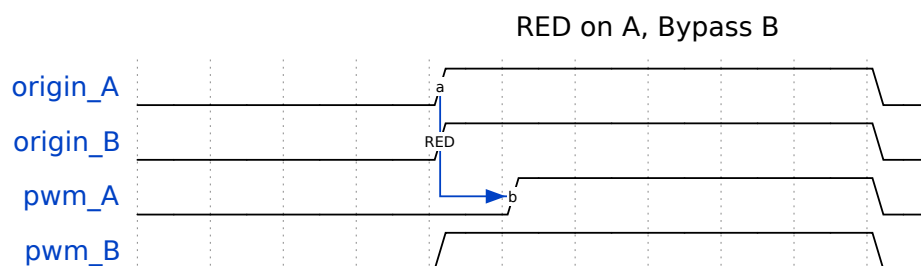 RED on A, Bypass B
origin_A
a
origin_B
RED
pwm_A
b
pwm_B